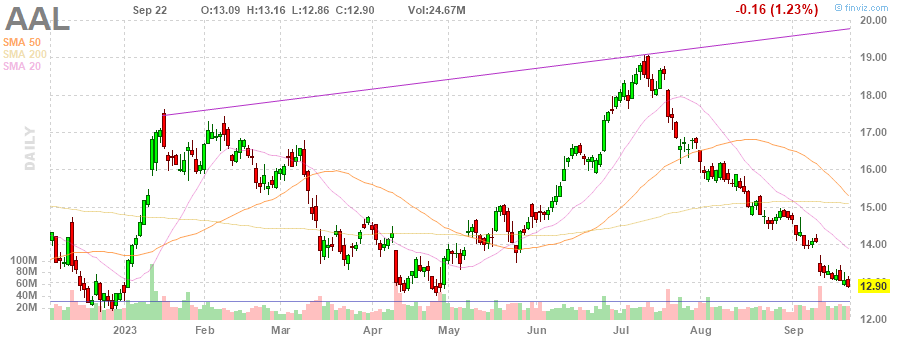 AAL
Sep 22 O:13.09 H:13.16 L:12.86 C:12.90 Vol:24.67M -0.16 (1.23%)
© finviz.com
SMA 50
SMA 200
SMA 20
DAILY
20.00
19.00
18.00
17.00
16.00
15.00
14.00
12.90
12.00
100M
80M
60M
40M
20M
2023 Feb Mar Apr May Jun Jul Aug Sep